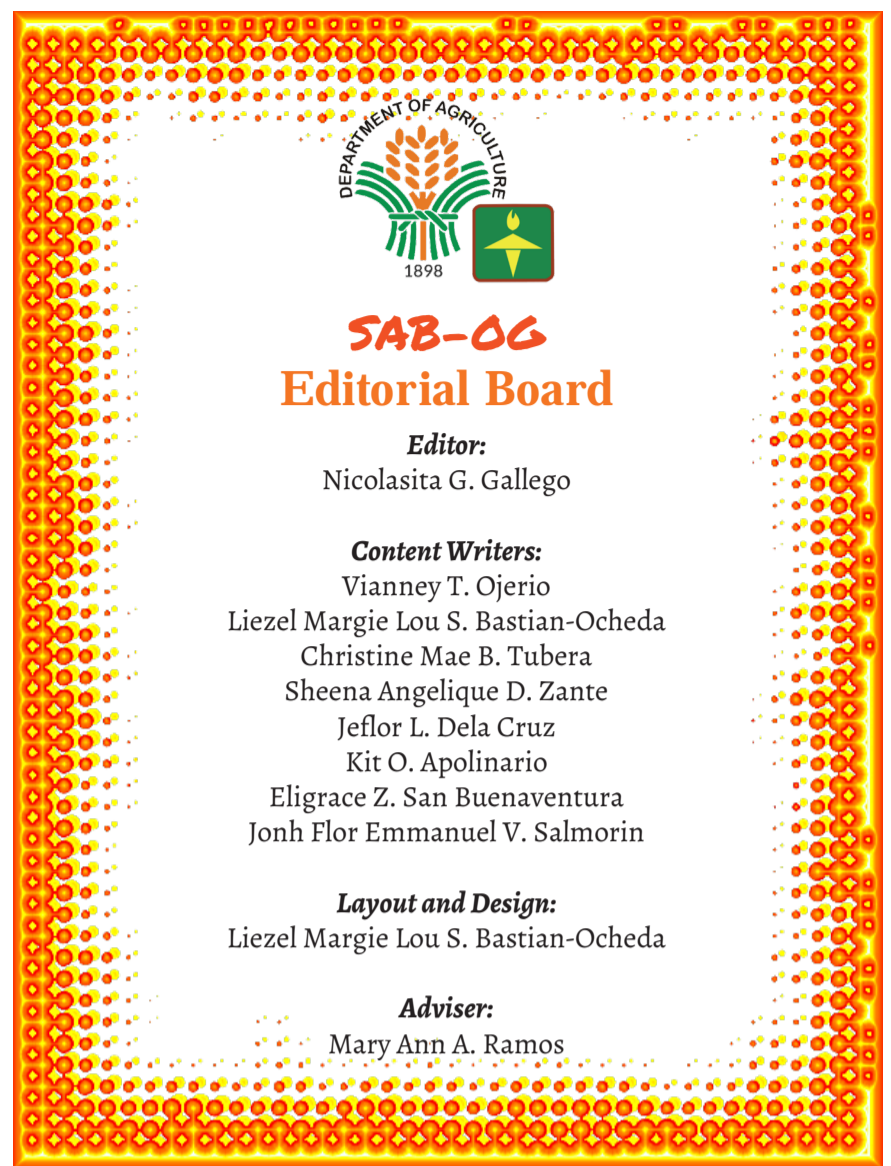 DEPARTMENT OF AGRICULTURE
1898
SAB-OG
Editorial Board
Editor:
Nicolasita G. Gallego
Content Writers:
Vianney T. Ojerio
Liezel Margie Lou S. Bastian-Ocheda
Christine Mae B. Tubera
Sheena Angelique D. Zante
Jeflor L. Dela Cruz
Kit O. Apolinario
Eligrace Z. San Buenaventura
Jonh Flor Emmanuel V. Salmorin
Layout and Design:
Liezel Margie Lou S. Bastian-Ocheda
Adviser:
Mary Ann A. Ramos